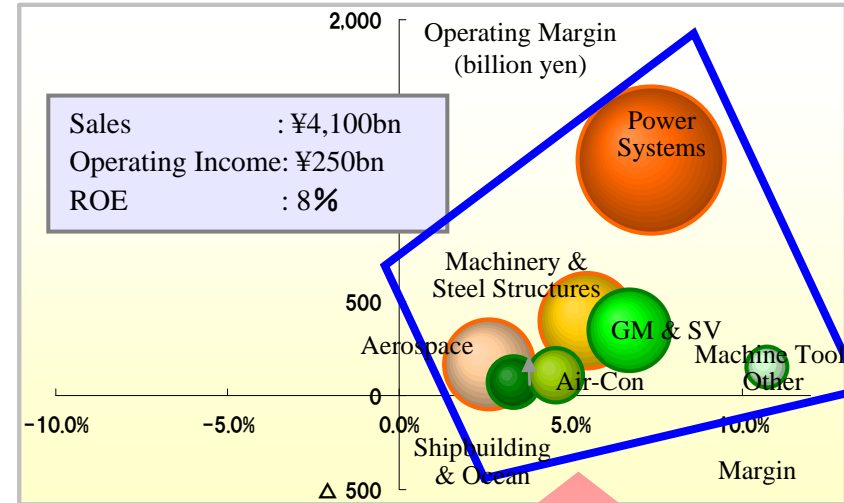 2,000
Operating Margin
(billion yen)
Sales : ¥4,100bn
Operating Income: ¥250bn
ROE : 8%
Power
Systems
Machinery &
Steel Structures
500
GM & SV
Aerospace
Machine Tool
Air-Con
Other
0
-10.0%
-5.0%
0.0%
5.0%
10.0%
Shipbuilding
& Ocean
Margin
△ 500